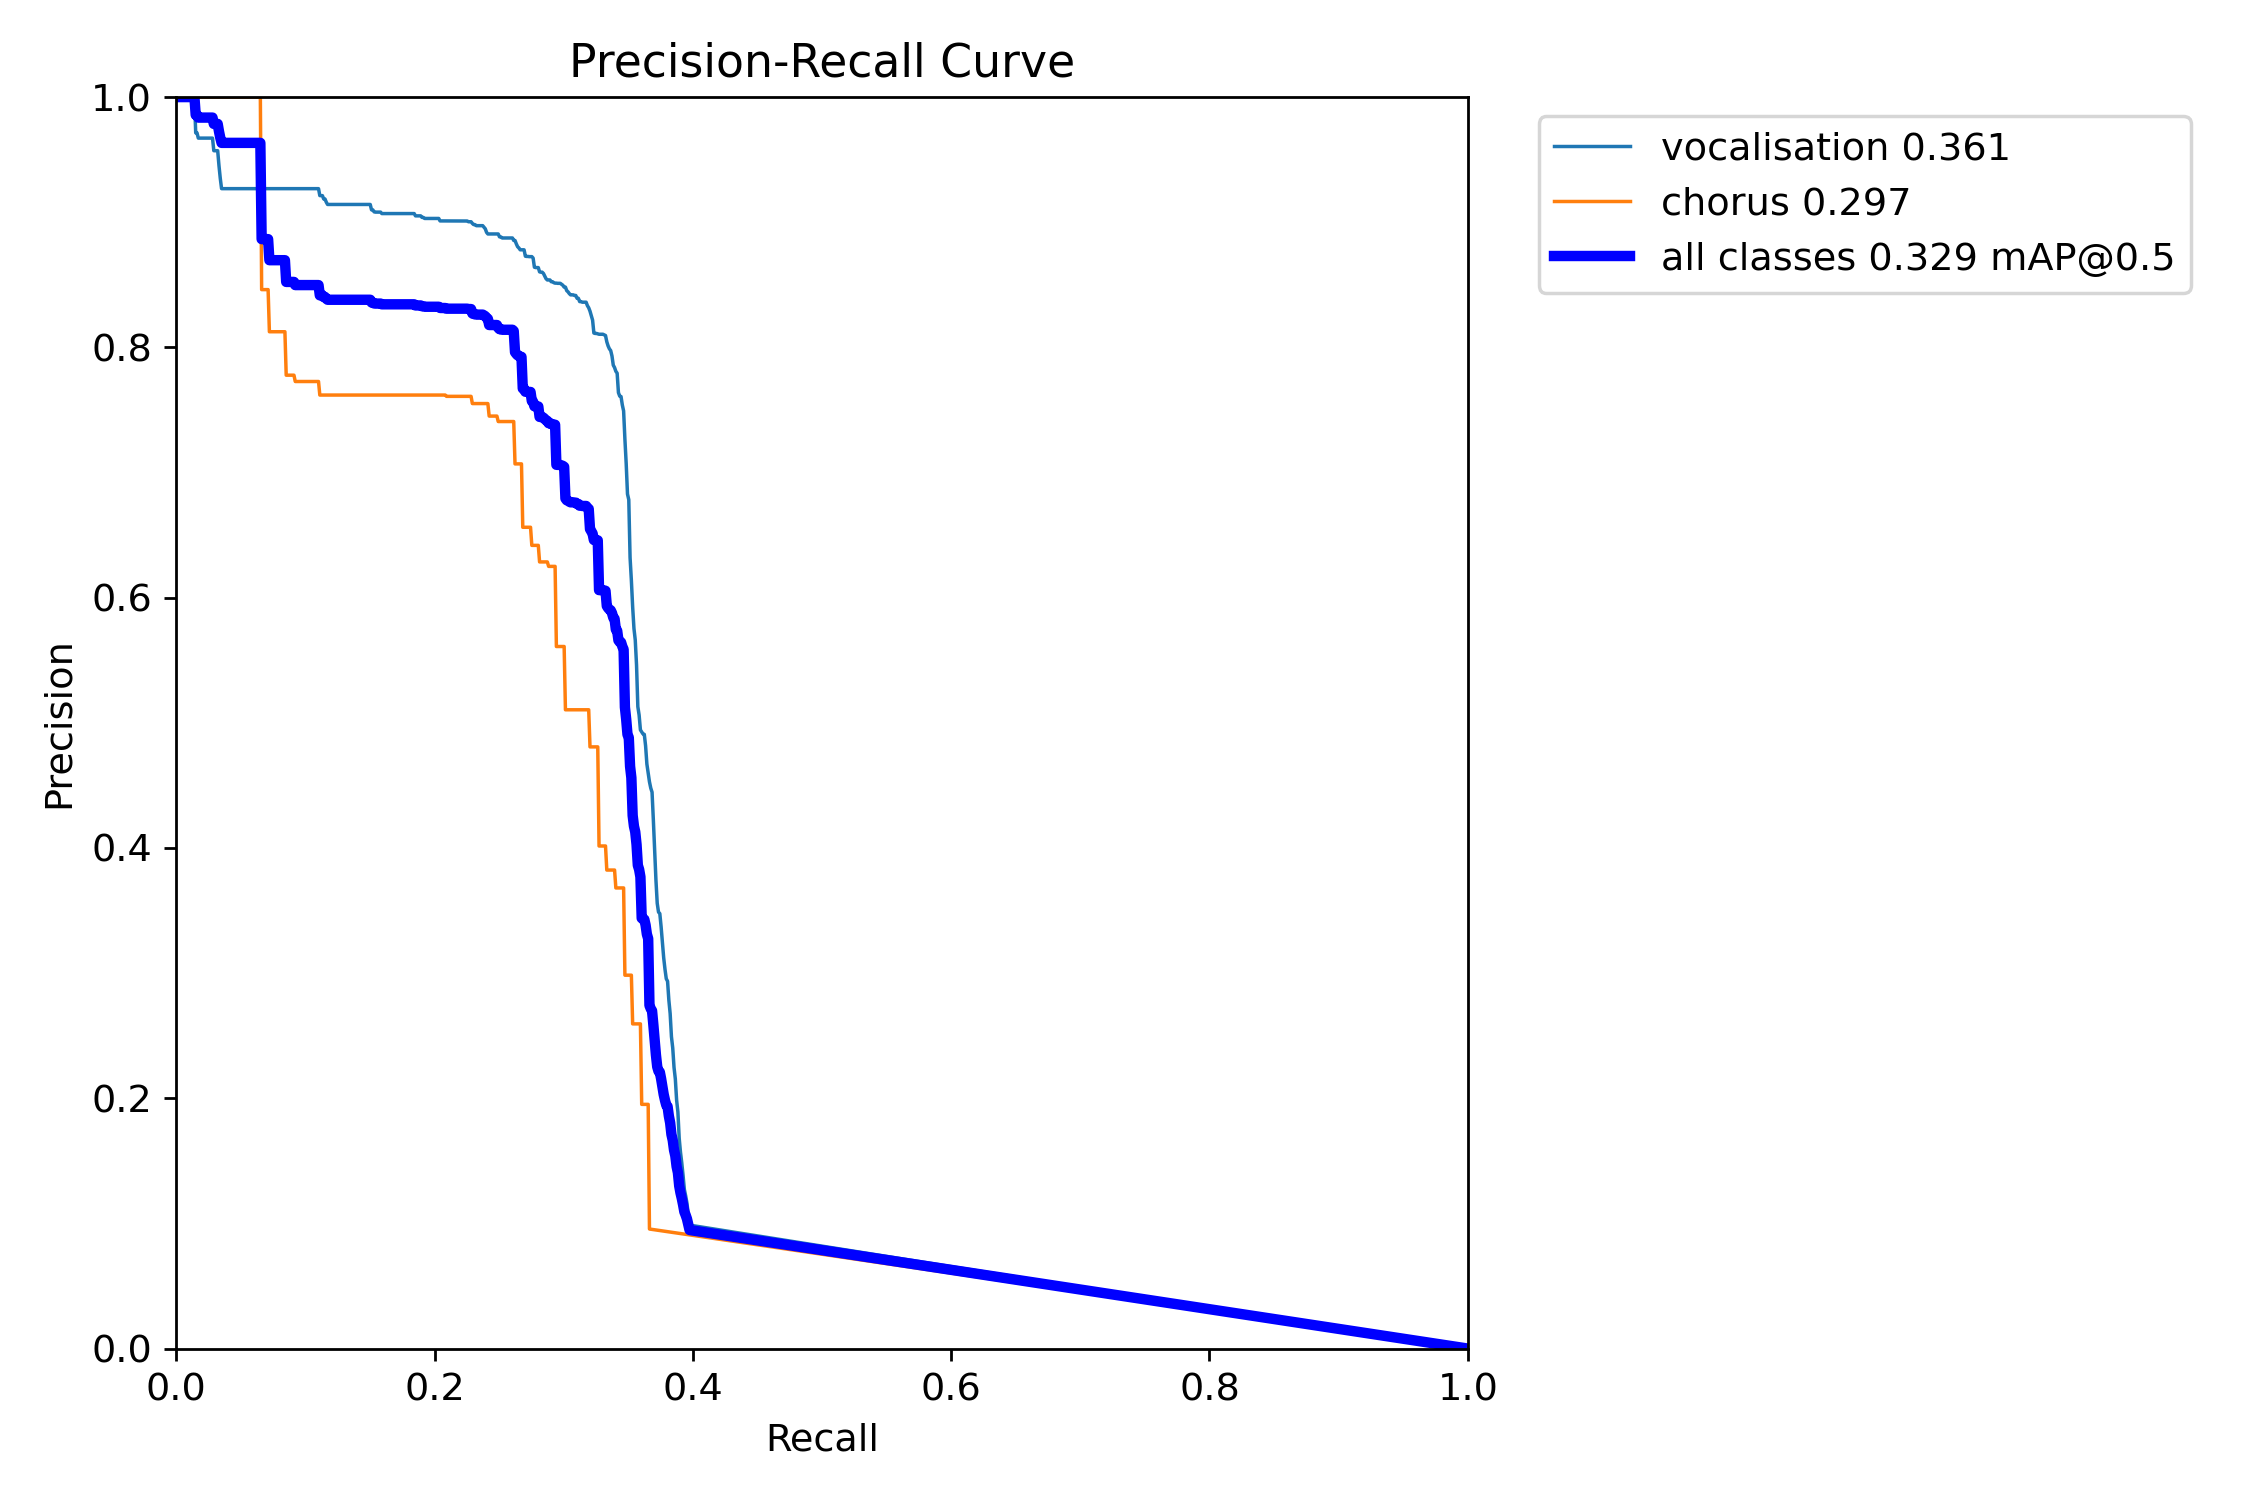 Precision-Recall Curve
1.0
0.8
0.6
0.4
0.2
0.0
Precision
0.0 0.2 0.4 0.6 0.8 1.0
Recall
vocalisation 0.361
chorus 0.297
all classes 0.329 mAP@0.5